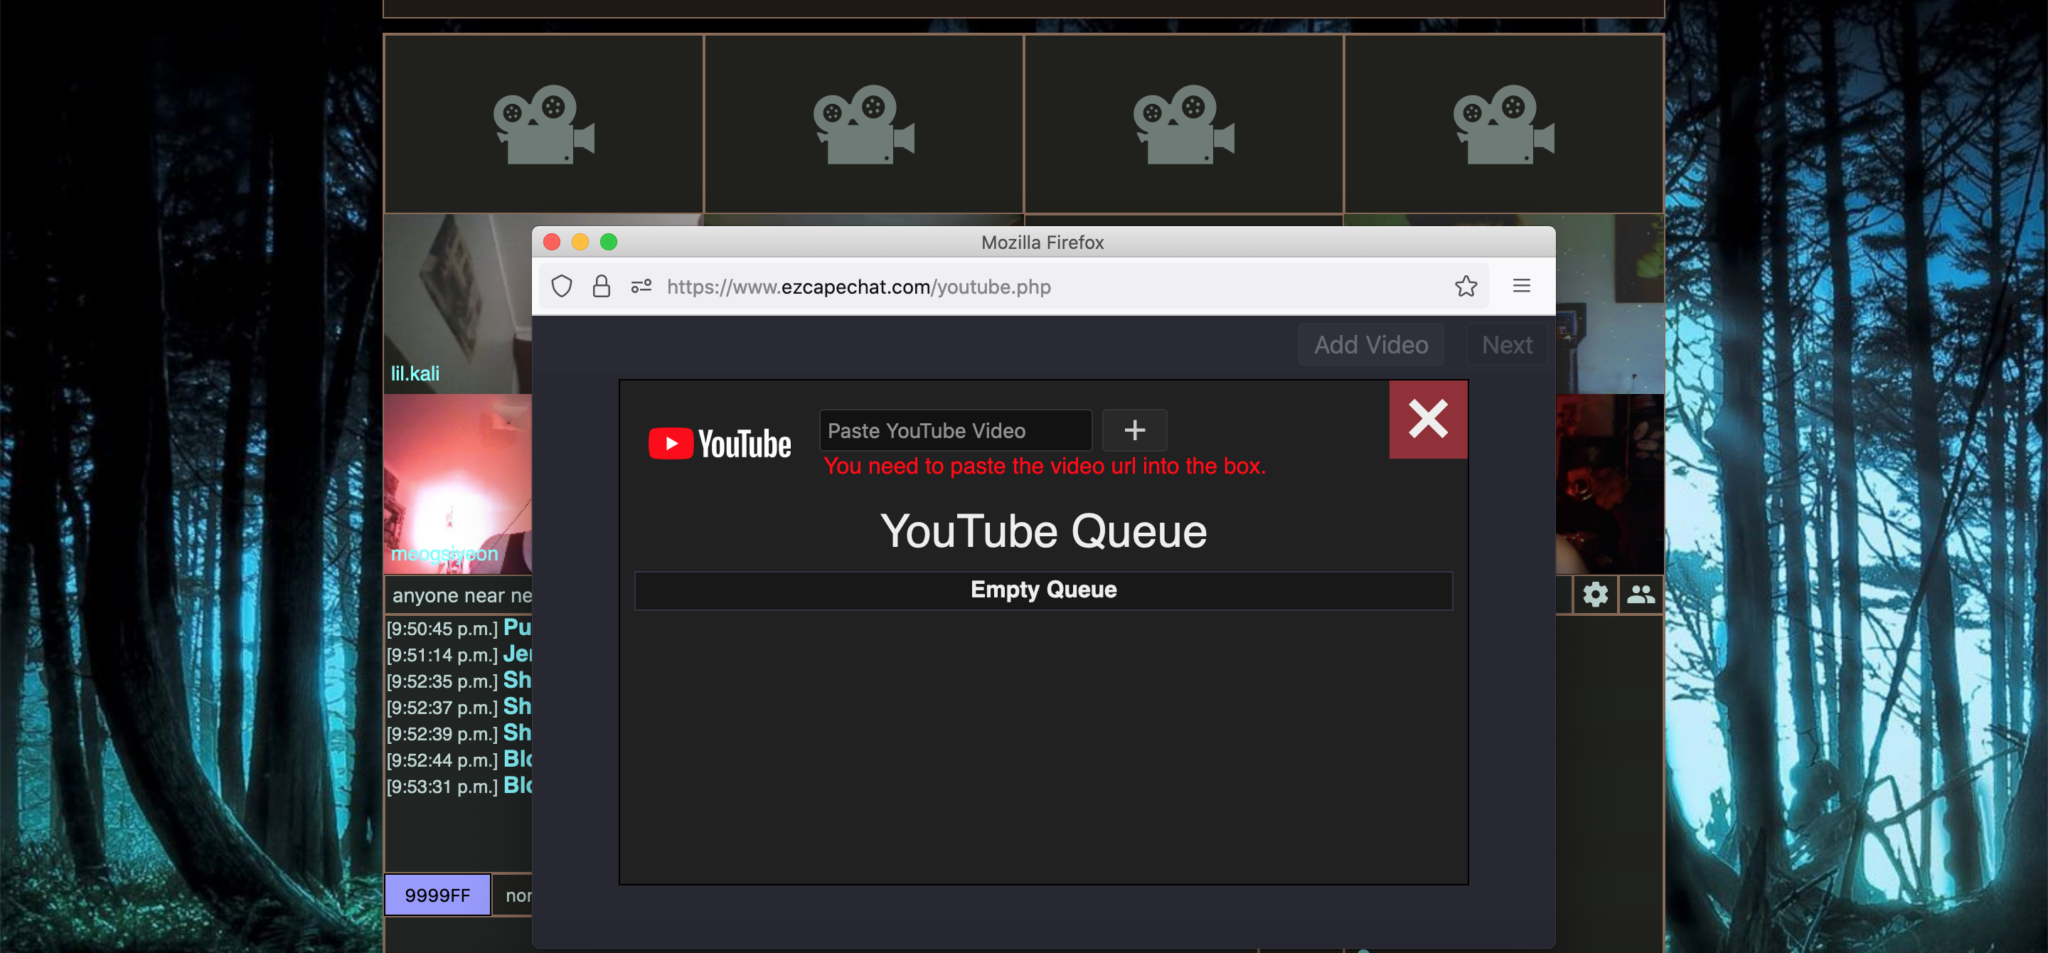 Mozilla Firefox
https://www.ezcapechat.com/youtube.php
Add Video
Next
lil.kali
YouTube
Paste YouTube Video
+
You need to paste the video url into the box.
YouTube Queue
Empty Queue
meogsiyeon
anyone near ne
[9:50:45 p.m.] Pu
[9:51:14 p.m.] Jer
[9:52:35 p.m.] Sh
[9:52:37 p.m.] Sh
[9:52:39 p.m.] Sh
[9:52:44 p.m.] Blo
[9:53:31 p.m.] Blo
9999FF
nor